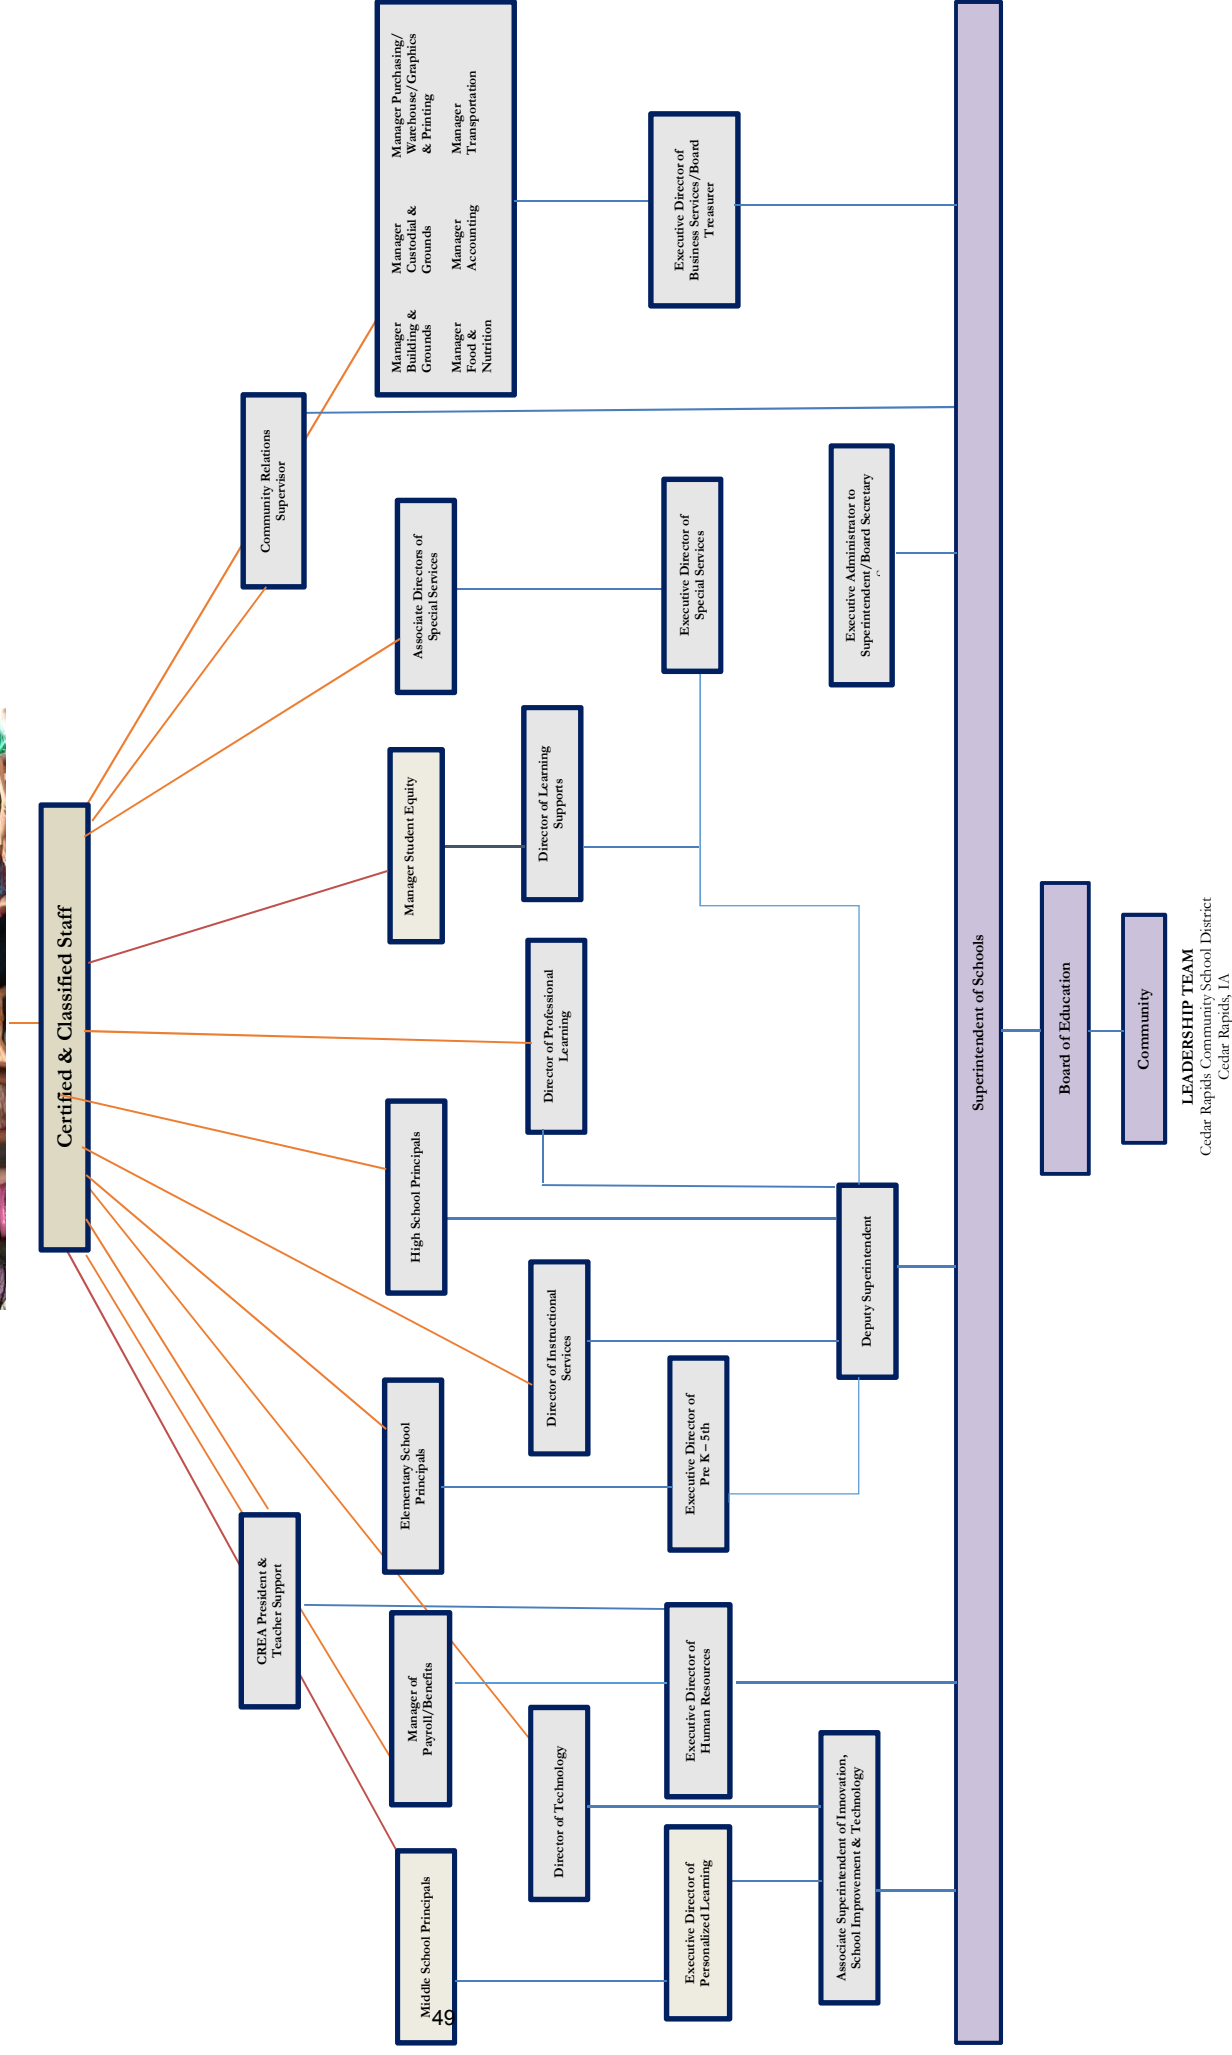 Certified & Classified Staff
CREA President &
Teacher Support
Community Relations
Supervisor
Middle School Principals
Manager of
Payroll/Benefits
Elementary School
Principals
High School Principals
Manager Student Equity
Associate Directors of
Special Services
Manager
Building &
Grounds
Manager
Custodial &
Grounds
Manager Purchasing/
Warehouse/Graphics
& Printing
Manager
Food &
Nutrition
Manager
Accounting
Manager
Transportation
Director of Technology
Director of Instructional
Services
Director of Professional
Learning
Director of Learning
Supports
Executive Director of
Personalized Learning
Executive Director of
Human Resources
Executive Director of
Pre K – 5th
Executive Director of
Special Services
Executive Director of
Business Services/Board
Treasurer
Associate Superintendent of Innovation,
School Improvement & Technology
Deputy Superintendent
Executive Administrator to
Superintendent/Board Secretary
Superintendent of Schools
Board of Education
Community
LEADERSHIP TEAM
Cedar Rapids Community School District
Cedar Rapids, IA
49